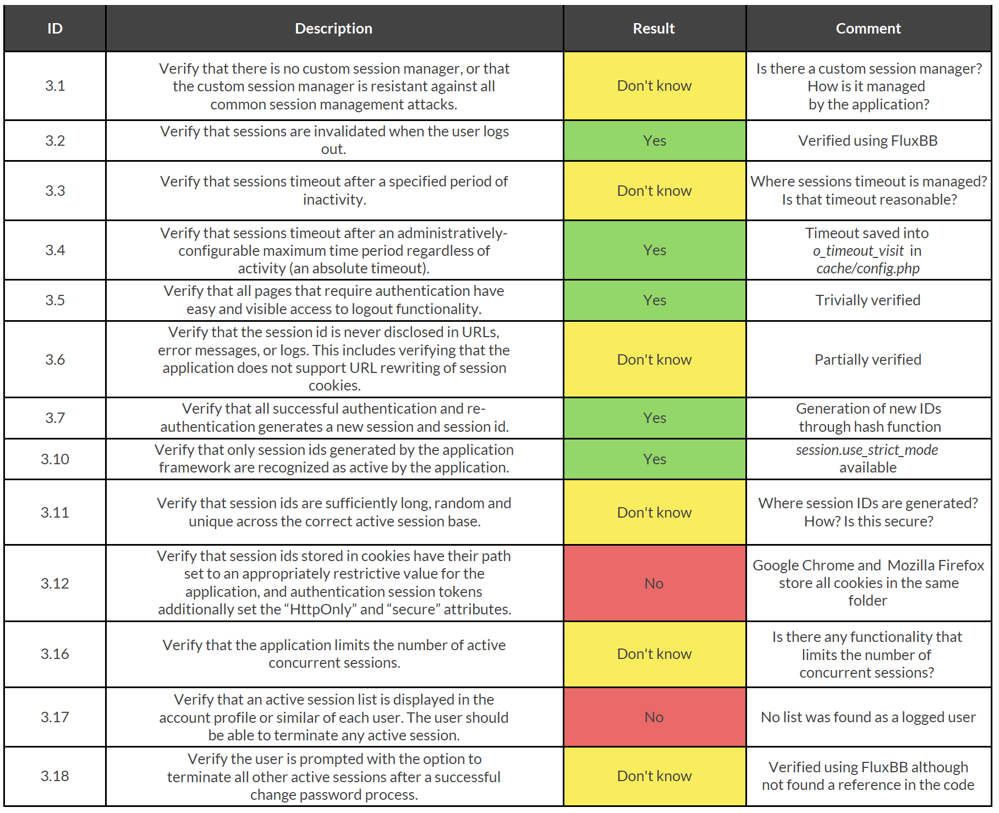 ID Description Result Comment
3.1
Verify that there is no custom session manager, or that
the custom session manager is resistant against all
common session management attacks.
Don't know
Is there a custom session manager?
How is it managed
by the application?
3.2
Verify that sessions are invalidated when the user logs
out.
Yes
Verified using FluxBB
3.3
Verify that sessions timeout after a specified period of
inactivity.
Don't know
Where sessions timeout is managed?
Is that timeout reasonable?
3.4
Verify that sessions timeout after an administratively-
configurable maximum time period regardless of
activity (an absolute timeout).
Yes
Timeout saved into
o_timeout_visit in
cache/config.php
3.5
Verify that all pages that require authentication have
easy and visible access to logout functionality.
Yes
Trivially verified
3.6
Verify that the session id is never disclosed in URLs,
error messages, or logs. This includes verifying that the
application does not support URL rewriting of session
cookies.
Don't know
Partially verified
3.7
Verify that all successful authentication and re-
authentication generates a new session and session id.
Yes
Generation of new IDs
through hash function
3.10
Verify that only session ids generated by the application
framework are recognized as active by the application.
Yes
session.use_strict_mode
available
3.11
Verify that session ids are sufficiently long, random and
unique across the correct active session base.
Don't know
Where session IDs are generated?
How? Is this secure?
3.12
Verify that session ids stored in cookies have their path
set to an appropriately restrictive value for the
application, and authentication session tokens
additionally set the “HttpOnly” and “secure” attributes.
No
Google Chrome and Mozilla Firefox
store all cookies in the same
folder
3.16
Verify that the application limits the number of active
concurrent sessions.
Don't know
Is there any functionality that
limits the number of
concurrent sessions?
3.17
Verify that an active session list is displayed in the
account profile or similar of each user. The user should
be able to terminate any active session.
No
No list was found as a logged user
3.18
Verify the user is prompted with the option to
terminate all other active sessions after a successful
change password process.
Don't know
Verified using FluxBB although
not found a reference in the code